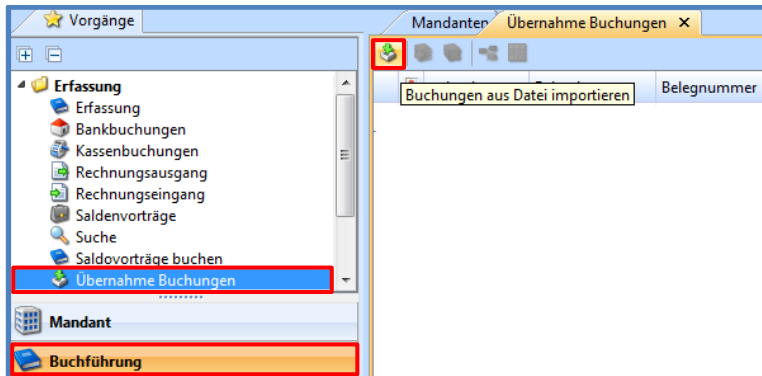 Vorgänge
Mandanten
Übernahme Buchungen
Erfassung
Erfassung
Bankbuchungen
Kassenbuchungen
Rechnungsausgang
Rechnungseingang
Saldenvorträge
Suche
Saldovorträge buchen
Übernahme Buchungen
Mandant
Buchführung
Buchungen aus Datei importieren
Belegnummer